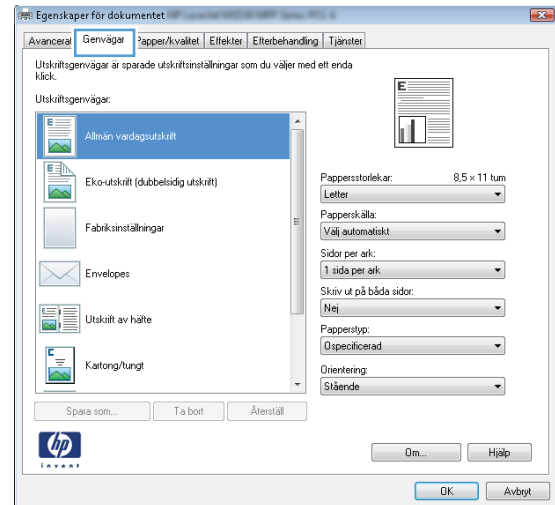 Egenskaper för dokumentet
Avancerat Genvägar Papper/kvalitet Effekter Efterbehandling Tjänster
Utskriftsgenvägar är sparade utskriftsinställningar som du väljer med ett enda
klick.
Utskriftsgenvägar:
Allmän vardagsutskrift
Eko-utskrift (dubbelsidig utskrift)
Fabriksinställningar
Envelopes
Utskrift av häfte
Kartong/tungt
Spara som... Ta bort Återställ
E
Pappersstorlekar: 8,5 × 11 tum
Letter
Papperskälla:
Välj automatiskt
Sidor per ark:
1 sida per ark
Skriv ut på båda sidor:
Nej
Papperstyp:
Ospecificerad
Orientering:
Stående
hp
invent
Om... Hjälp
OK Avbryt